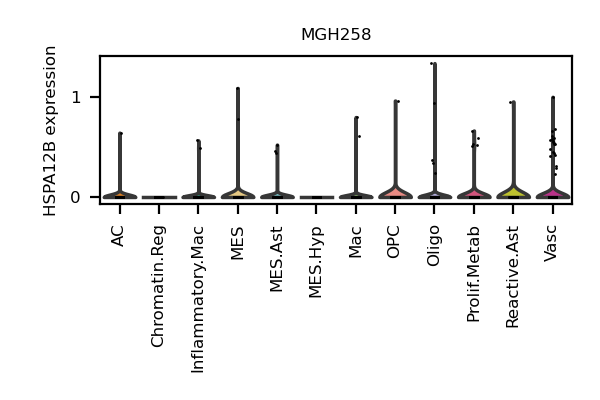 MGH258
HSPA12B expression
1
0
AC
Chromatin.Reg
Inflammatory.Mac
MES
MES.Ast
MES.Hyp
Mac
OPC
Oligo
Prolif.Metab
Reactive.Ast
Vasc